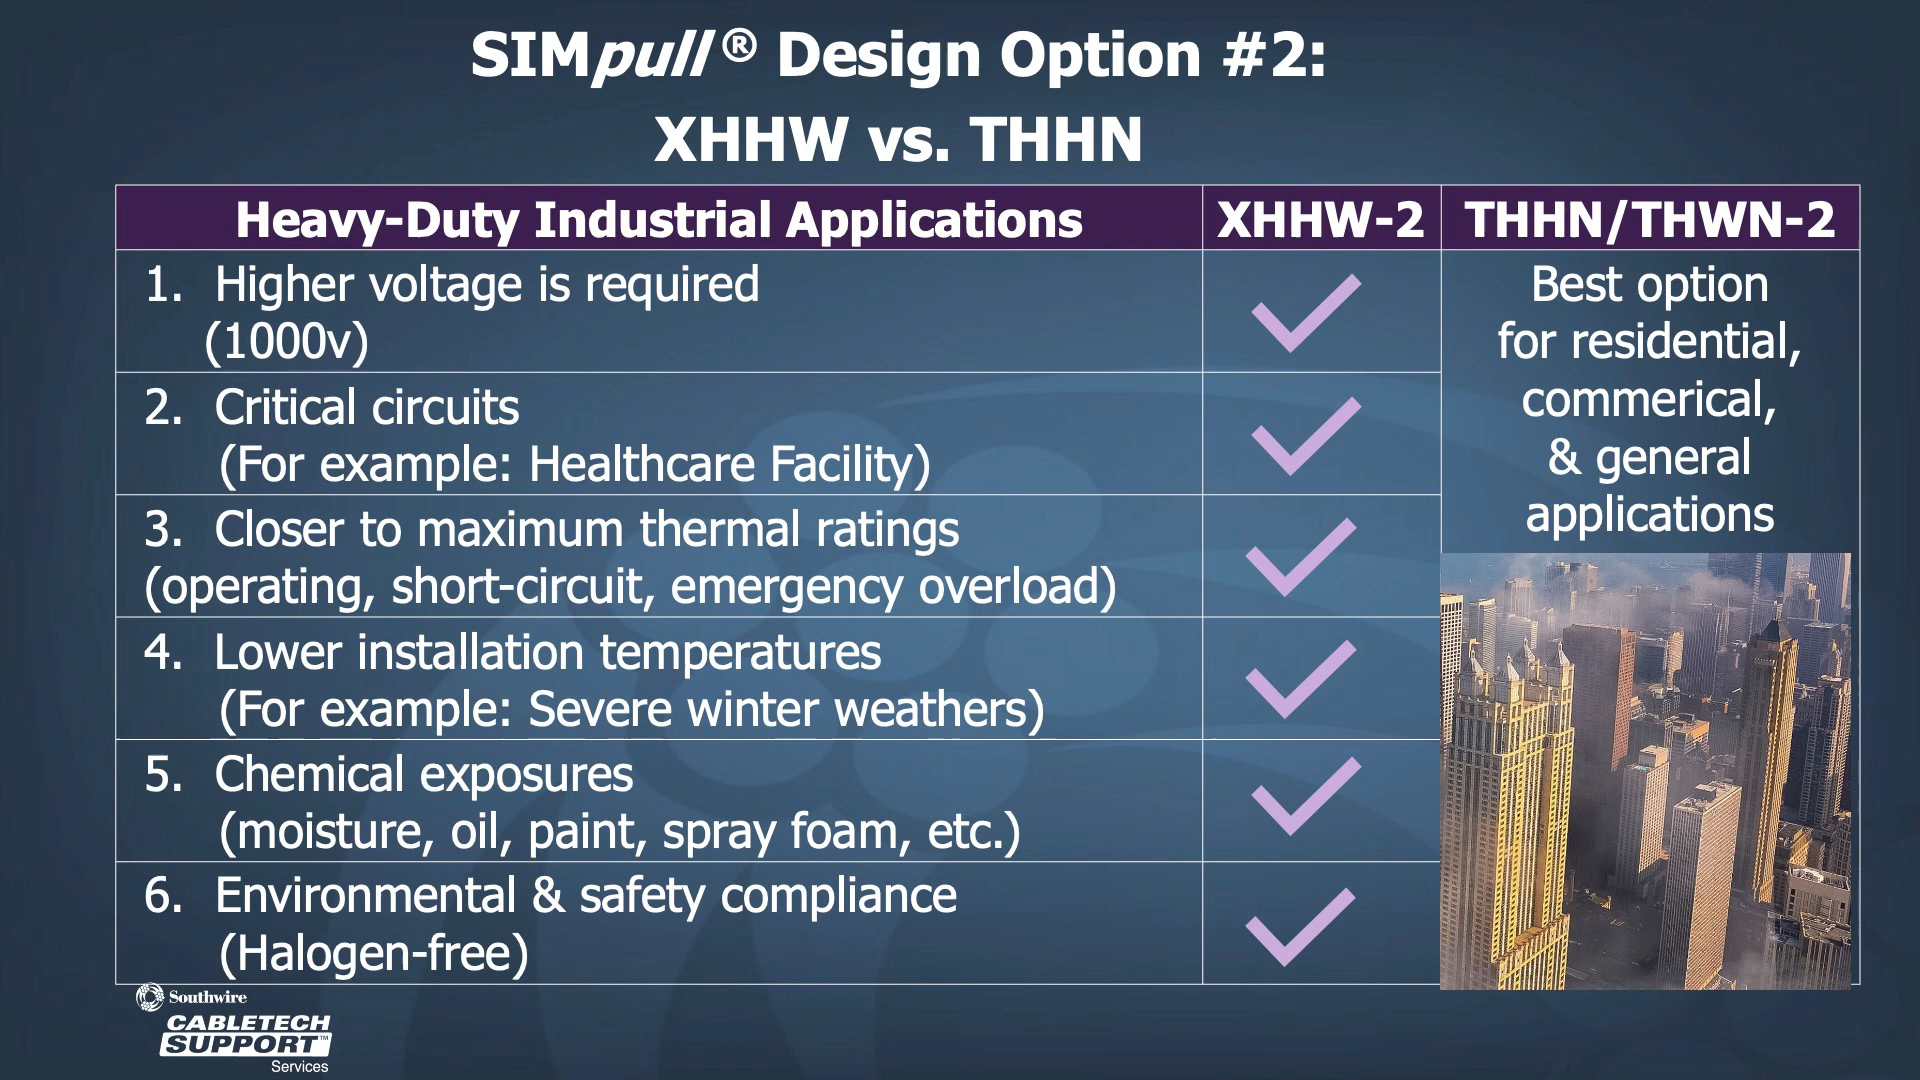 SIMpull® Design Option #2:
XHHW vs. THHN
Heavy-Duty Industrial Applications
XHHW-2
THHN/THWN-2
1. Higher voltage is required
(1000v)
2. Critical circuits
(For example: Healthcare Facility)
3. Closer to maximum thermal ratings
(operating, short-circuit, emergency overload)
4. Lower installation temperatures
(For example: Severe winter weathers)
5. Chemical exposures
(moisture, oil, paint, spray foam, etc.)
6. Environmental & safety compliance
(Halogen-free)
Best option
for residential,
commerical,
& general
applications
Southwire
CABLETECH
SUPPORT™
Services